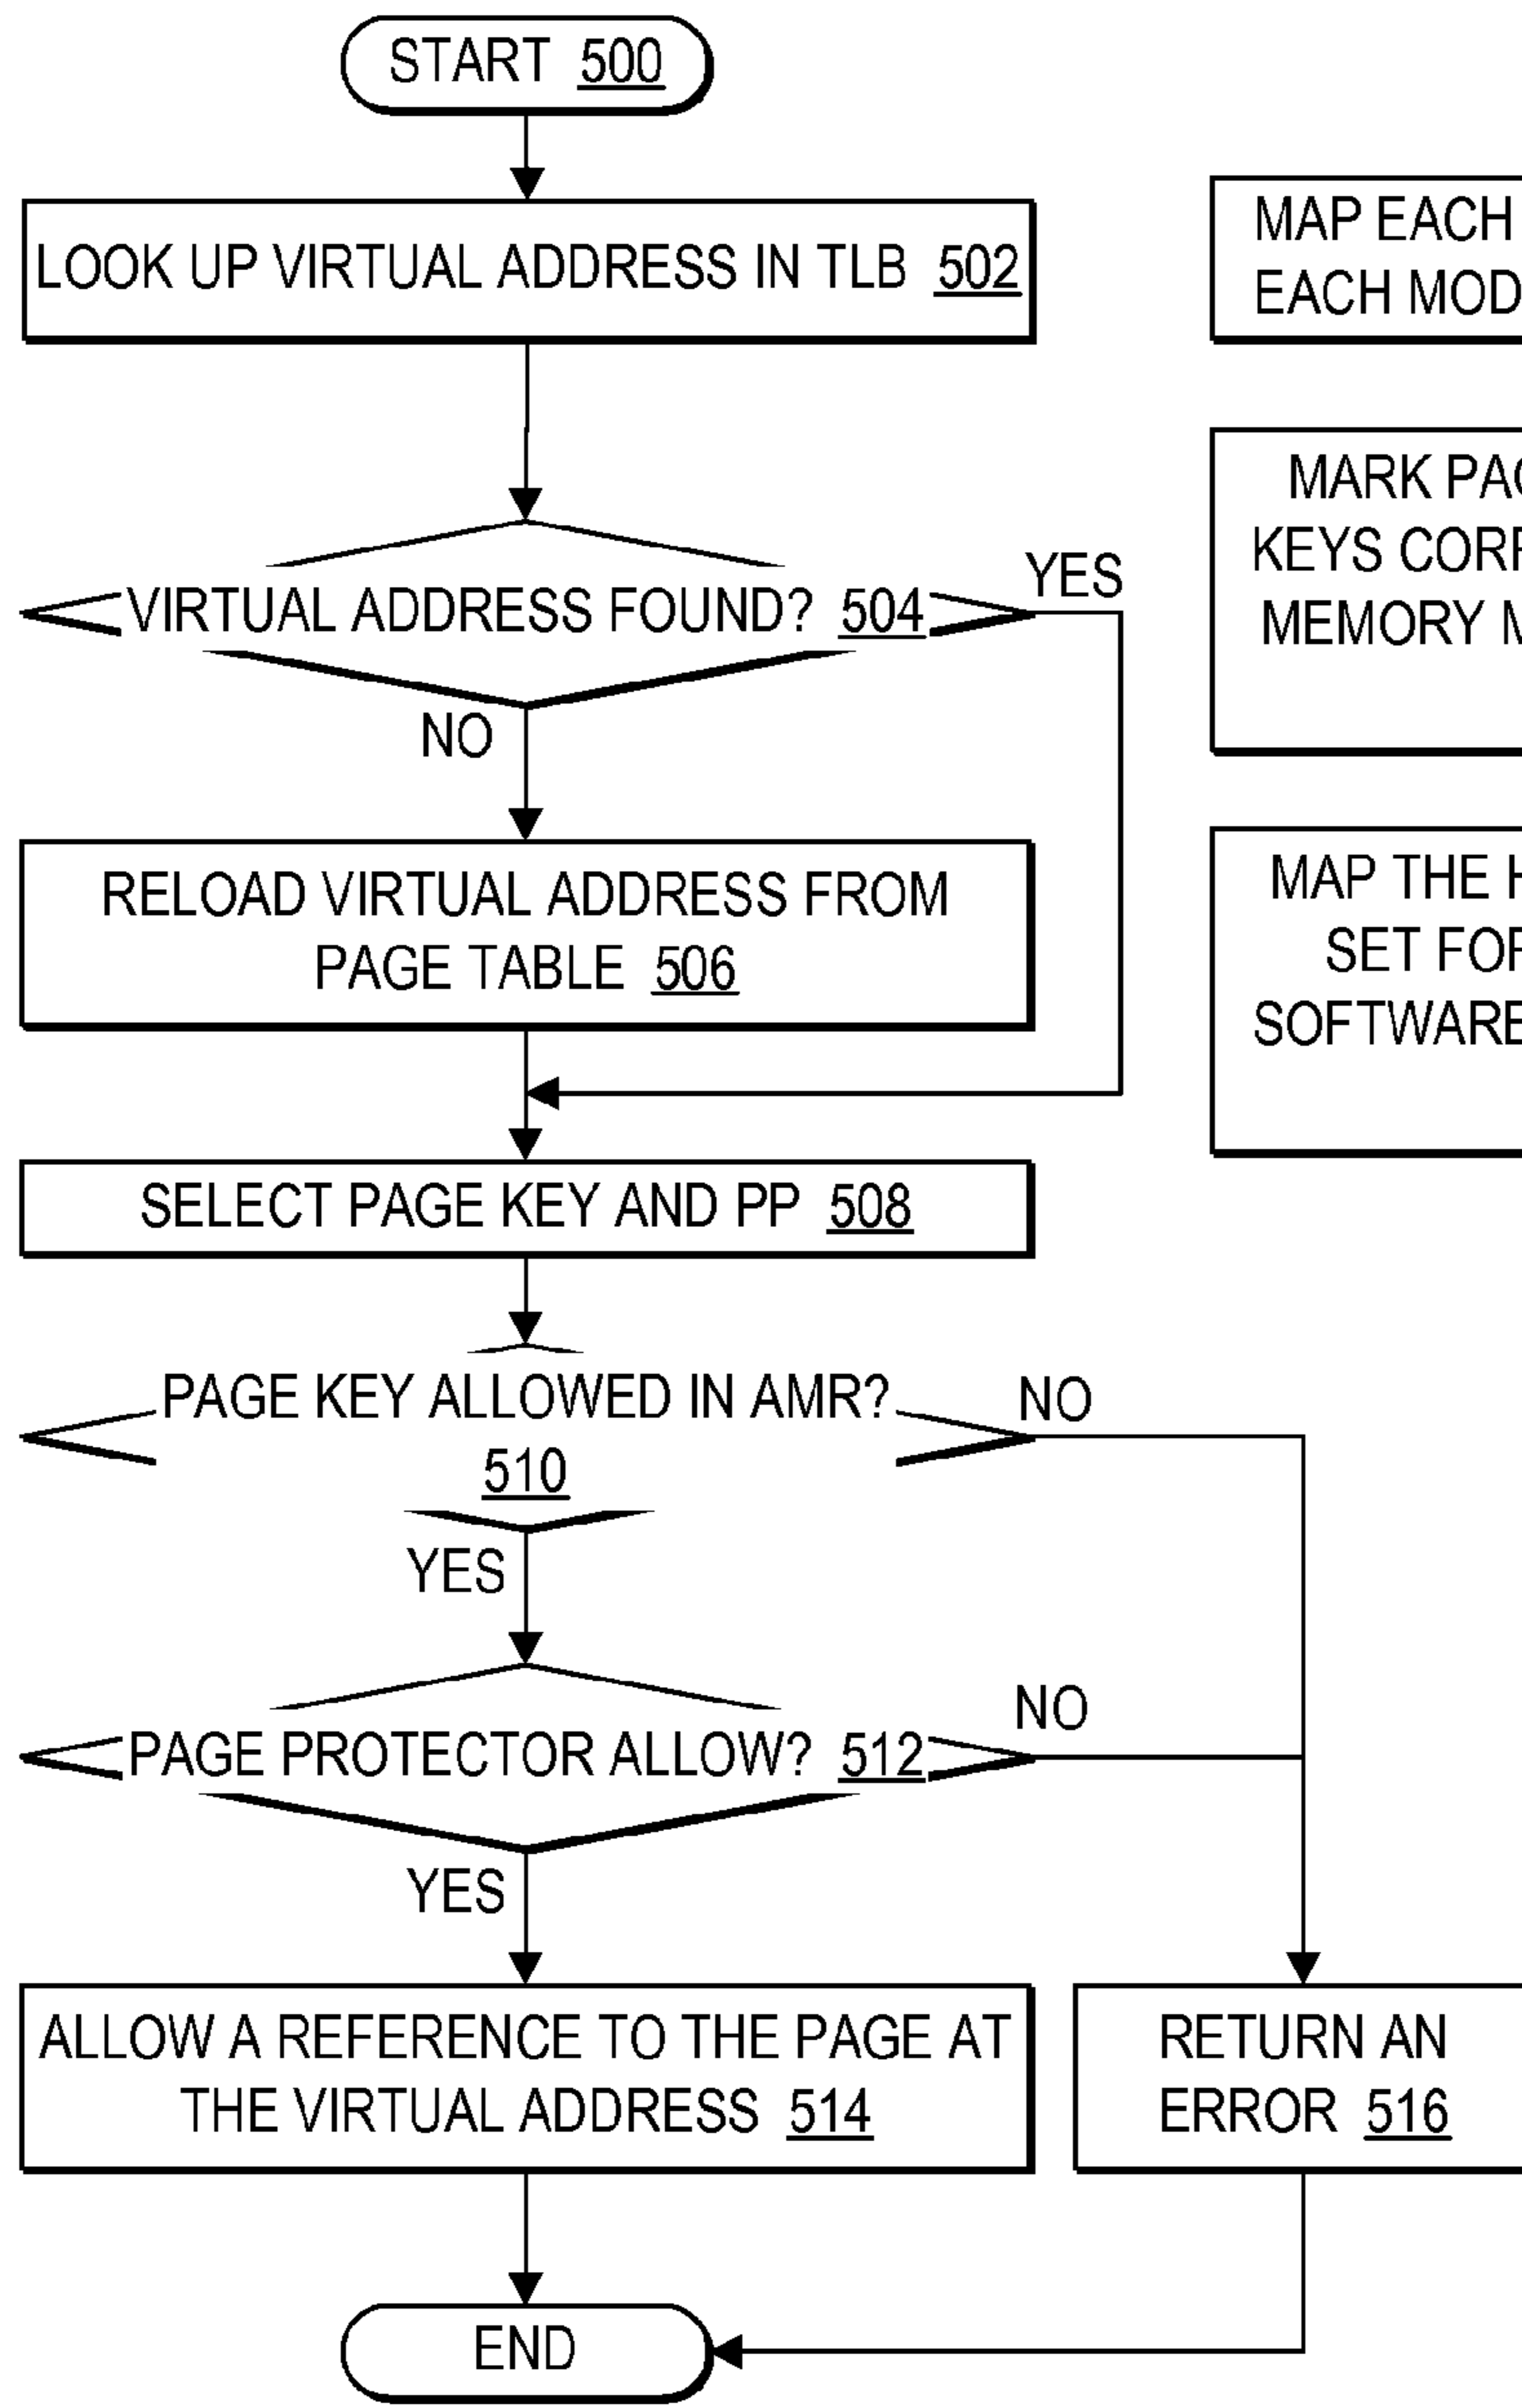 START 500
LOOK UP VIRTUAL ADDRESS IN TLB 502
VIRTUAL ADDRESS FOUND? 504
YES
NO
RELOAD VIRTUAL ADDRESS FROM
PAGE TABLE 506
SELECT PAGE KEY AND PP 508
PAGE KEY ALLOWED IN AMR?
510
NO
YES
PAGE PROTECTOR ALLOW? 512
NO
YES
ALLOW A REFERENCE TO THE PAGE AT
THE VIRTUAL ADDRESS 514
RETURN AN
ERROR 516
END
MAP EACH
EACH MOD
MARK PA
KEYS COR
MEMORY
MAP THE
SET FOR
SOFTWARE